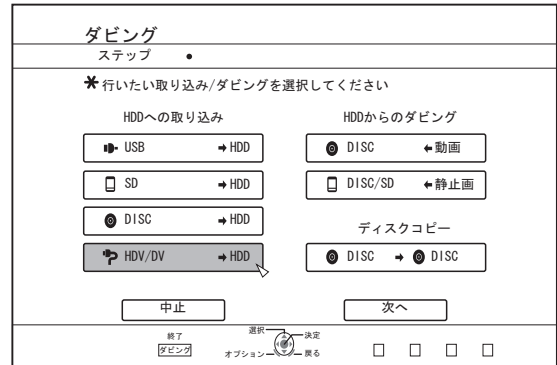 ダビング
ステップ ●
*行いたい取り込み/ダビングを選択してください
HDDへの取り込み
USB ➡ HDD
SD ➡ HDD
DISC ➡ HDD
HDV/DV ➡ HDD
HDDからのダビング
DISC ⬅ 動画
DISC/SD ⬅ 静止画
ディスクコピー
DISC ➡ DISC
中止
次へ
終了
ダビング
選択
決定
オプション
戻る